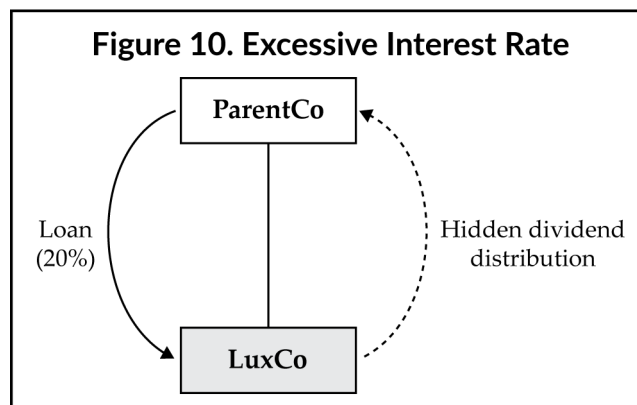 Figure 10. Excessive Interest Rate
ParentCo
Loan
(20%)
Hidden dividend
distribution
LuxCo